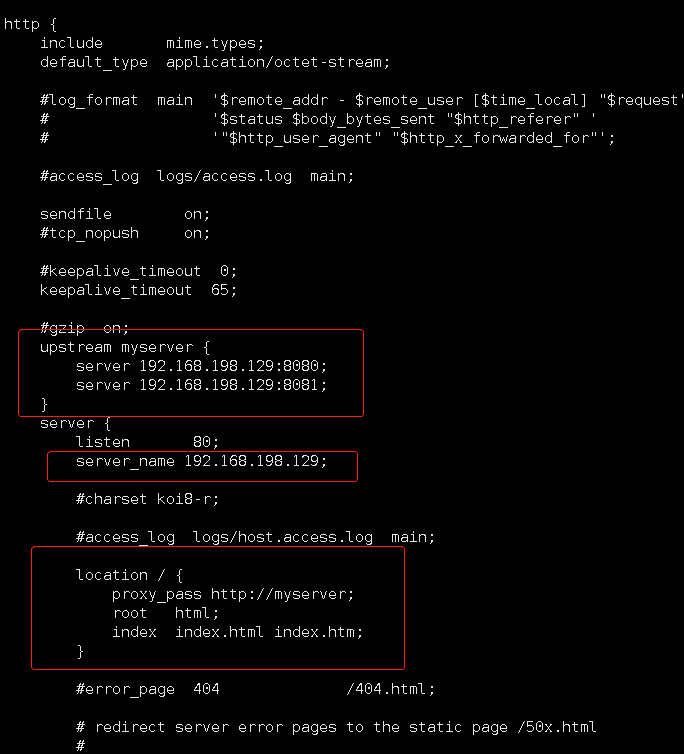 http {
    include       mime.types;
    default_type  application/octet-stream;
    #log_format  main  '$remote_addr - $remote_user [$time_local] "$request"
    #                  '$status $body_bytes_sent "$http_referer" '
    #                  '"$http_user_agent" "$http_x_forwarded_for"';
    #access_log  logs/access.log  main;
    sendfile        on;
    #tcp_nopush     on;
    #keepalive_timeout  0;
    keepalive_timeout  65;
    #gzip  on;
    upstream myserver {
        server 192.168.198.129:8080;
        server 192.168.198.129:8081;
    }
    server {
        listen       80;
        server_name 192.168.198.129;
        #charset koi8-r;
        #access_log  logs/host.access.log  main;
        location / {
            proxy_pass http://myserver;
            root   html;
            index  index.html index.htm;
        }
        #error_page  404              /404.html;
        # redirect server error pages to the static page /50x.html
        #